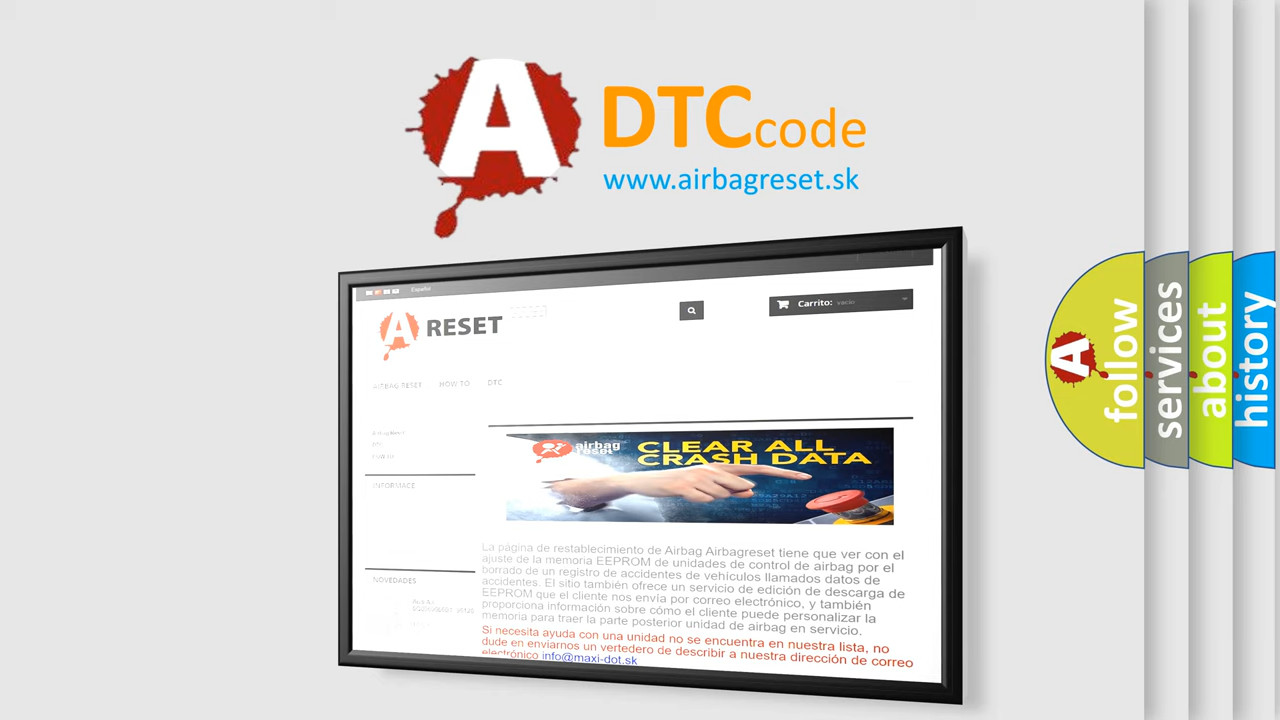 A
DTCcode
www.airbagreset.sk
Español
A RESET
Carrito: vacío
AIRBAG RESET HOW TO DTC
airbag
reset
CLEAR ALL
CRASH DATA
INFORMACE
La página de restablecimiento de Airbag Airbagreset tiene que ver con el
ajuste de la memoria EEPROM de unidades de control de airbag por el
borrado de un registro de accidentes de vehículos llamados datos de
accidentes. El sitio también ofrece un servicio de edición de descarga de
EEPROM que el cliente nos envía por correo electrónico, y también
proporciona información sobre cómo el cliente puede personalizar la
memoria para traer la parte posterior unidad de airbag en servicio.
Si necesita ayuda con una unidad no se encuentra en nuestra lista, no
dude en enviarnos un vertedero de describir a nuestra dirección de correo
electrónico info@maxi-dot.sk
NOVEDADES
A
follow
services
about
history